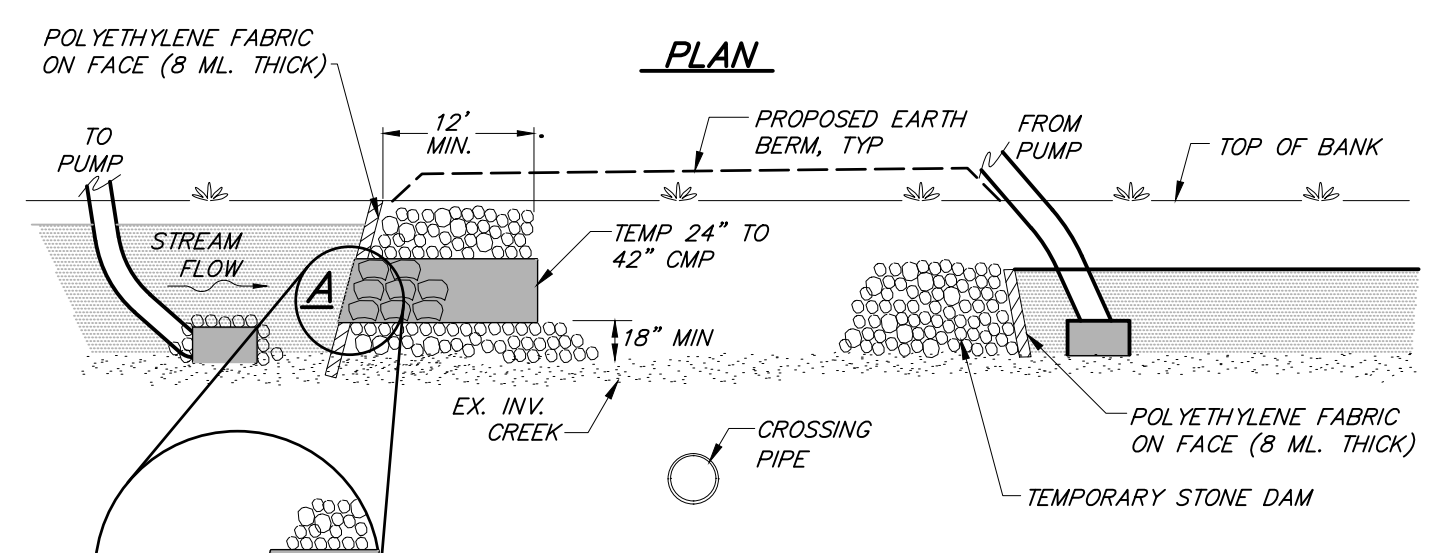 POLYETHYLENE FABRIC
ON FACE (8 ML. THICK)
PLAN
TO
PUMP
12'
MIN.
PROPOSED EARTH
BERM, TYP
FROM
PUMP
TOP OF BANK
STREAM
FLOW
TEMP 24" TO
42" CMP
A
18" MIN
EX. INV.
CREEK
CROSSING
PIPE
POLYETHYLENE FABRIC
ON FACE (8 ML. THICK)
TEMPORARY STONE DAM